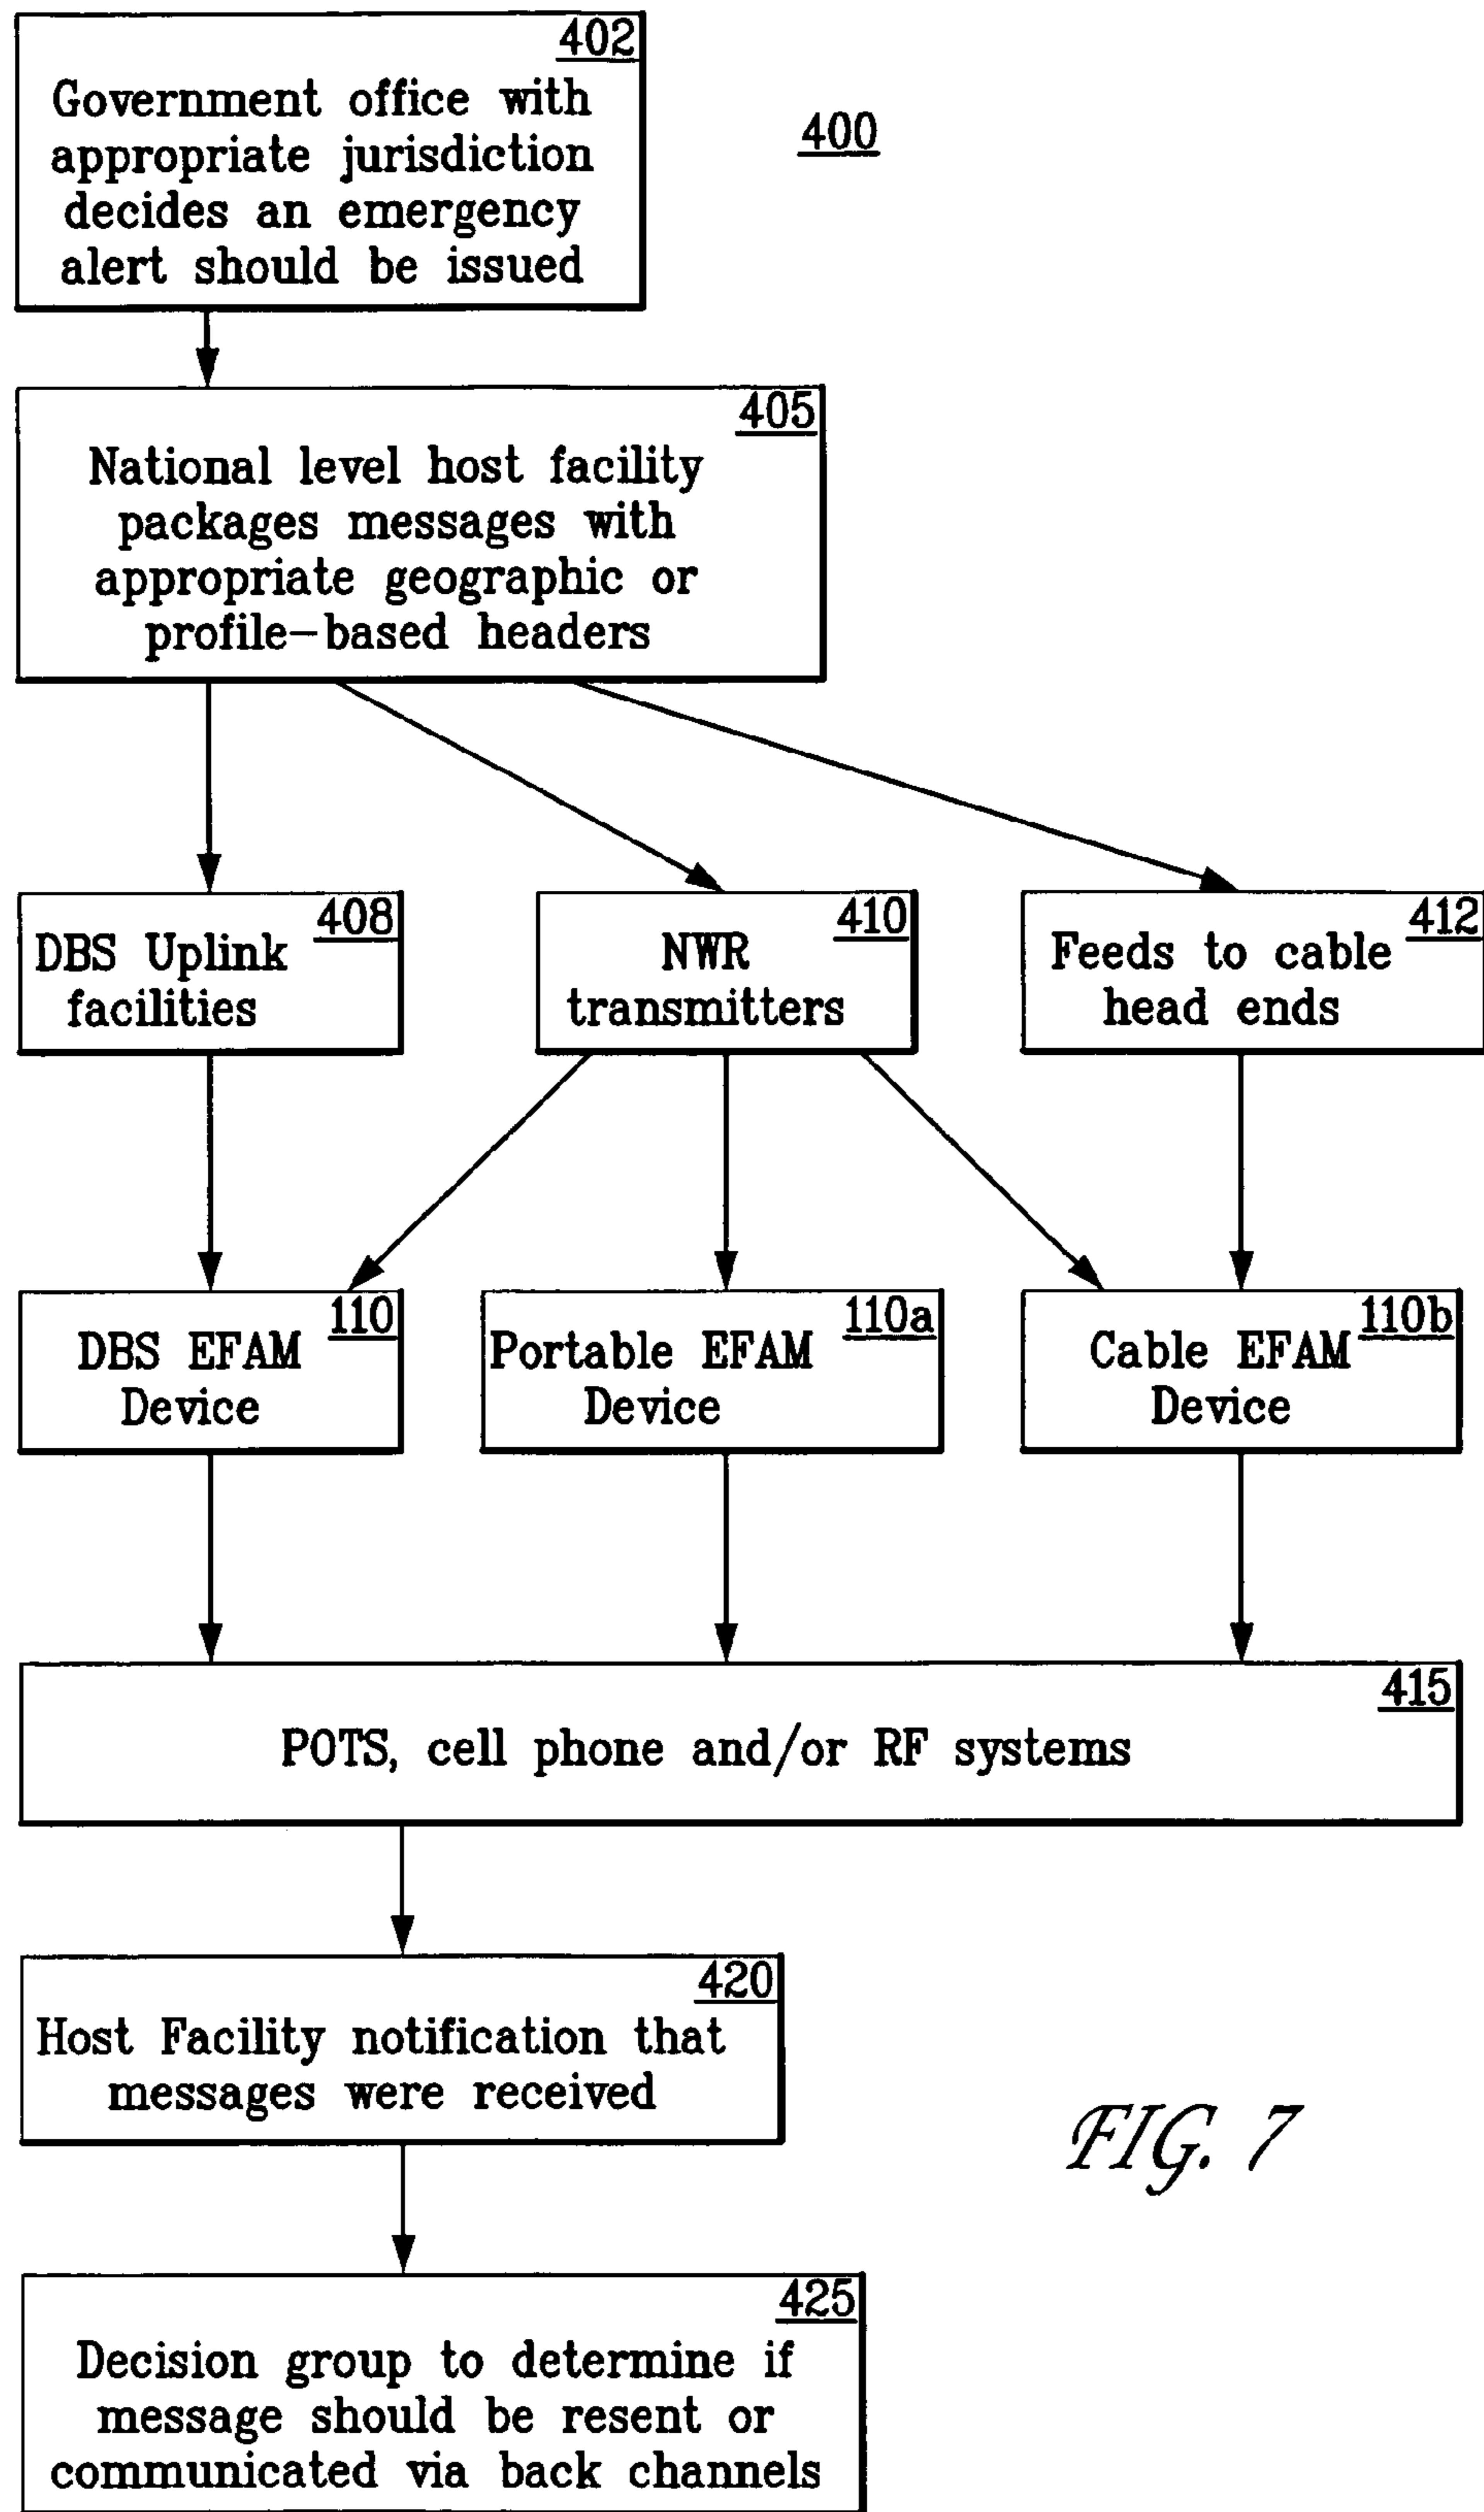 402
Government office with
appropriate jurisdiction
decides an emergency
alert should be issued
400
405
National level host facility
packages messages with
appropriate geographic or
profile-based headers
408
DBS Uplink
facilities
410
NWR
transmitters
412
Feeds to cable
head ends
110
DBS EFAM
Device
110a
Portable EFAM
Device
110b
Cable EFAM
Device
415
POTS, cell phone and/or RF systems
420
Host Facility notification that
messages were received
FIG. 7
425
Decision group to determine if
message should be resent or
communicated via back channels